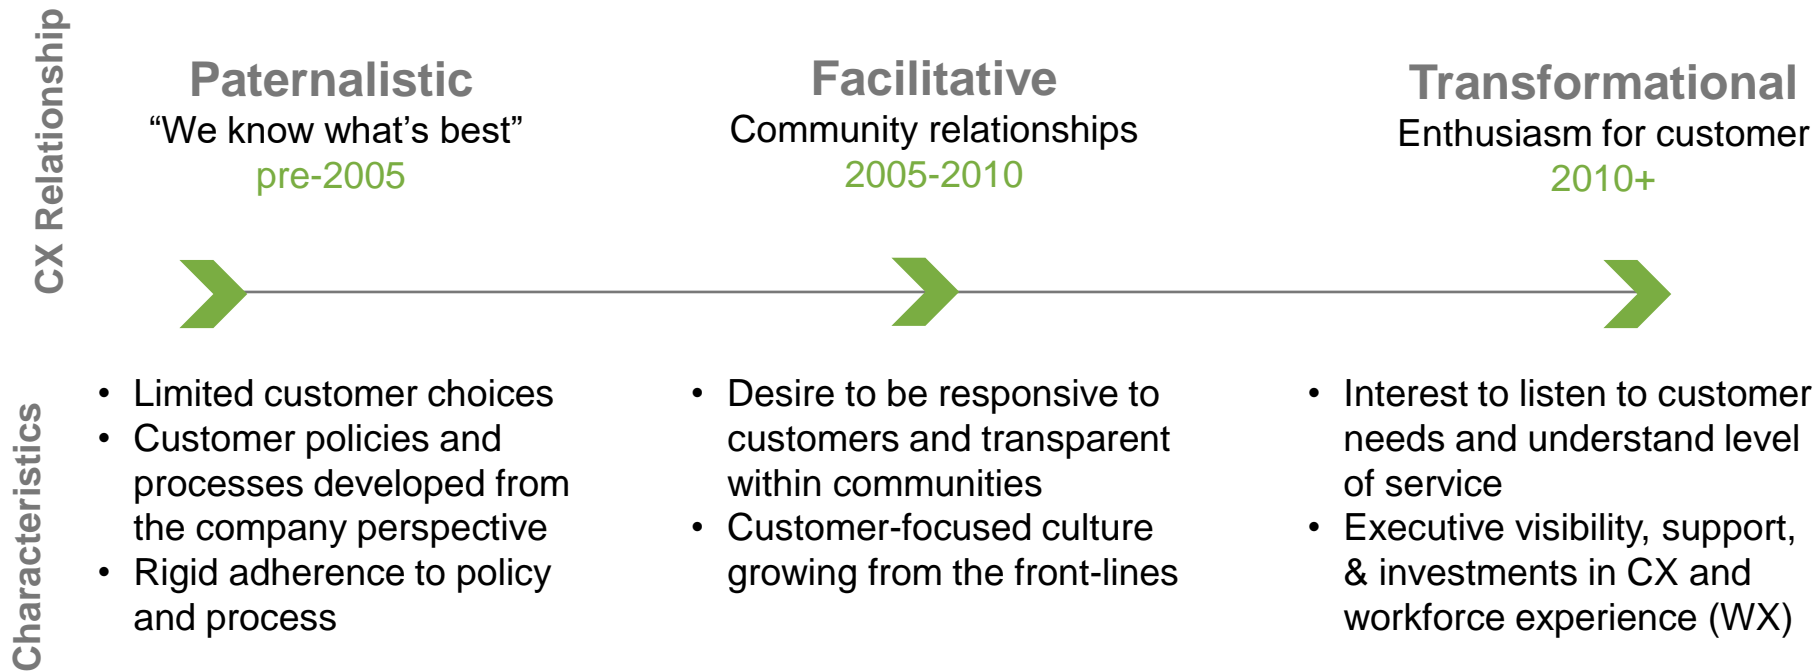 CX Relationship
Paternalistic
“We know what’s best”
pre-2005
Facilitative
Community relationships
2005-2010
Transformational
Enthusiasm for customer
2010+
Characteristics
• Limited customer choices
• Customer policies and
processes developed from
the company perspective
• Rigid adherence to policy
and process
• Desire to be responsive to
customers and transparent
within communities
• Customer-focused culture
growing from the front-lines
• Interest to listen to customer
needs and understand level
of service
• Executive visibility, support,
& investments in CX and
workforce experience (WX)